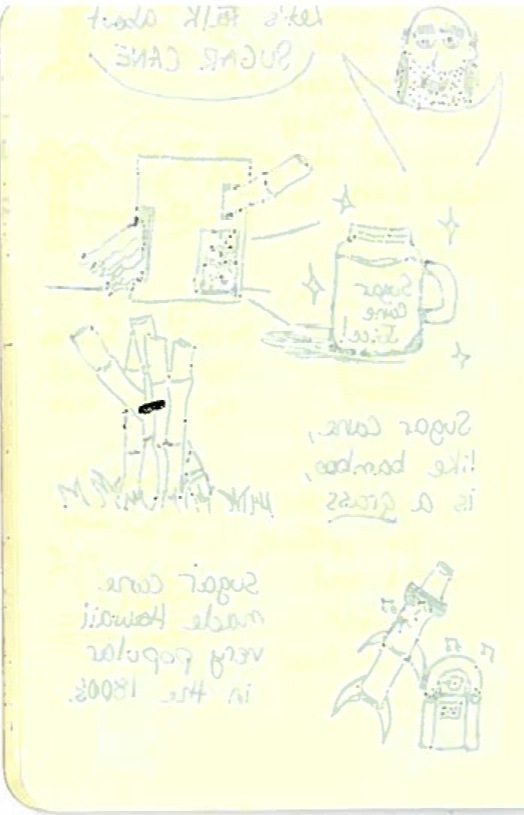 Let's Talk about
SUGAR CANE
Sugar
Cane
Juice!
Sugar Cane,
like bamboo,
is a grass
Sugar cane
made Hawaii
very popular
in the 1800's.